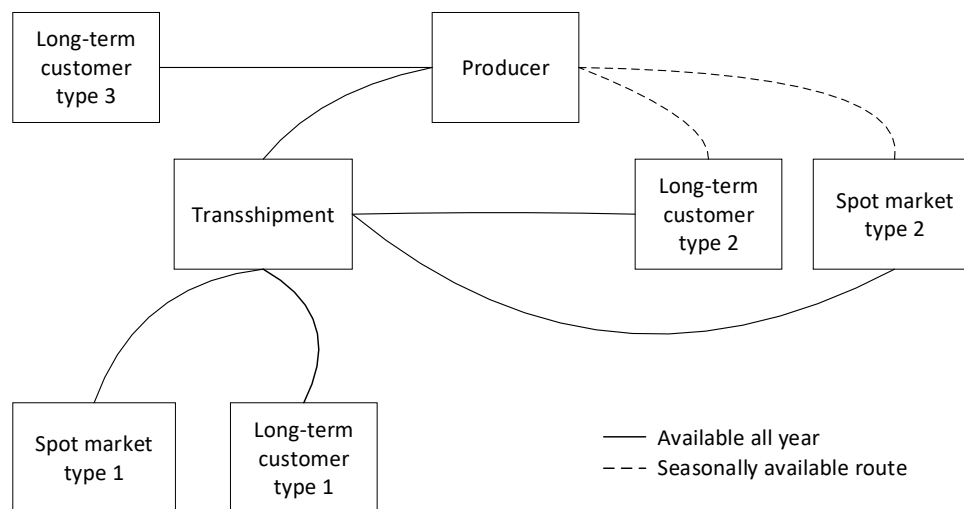 Long-term
customer
type 3
Producer
Transshipment
Long-term
customer
type 2
Spot market
type 2
Spot market
type 1
Long-term
customer
type 1
Available all year
Seasonally available route